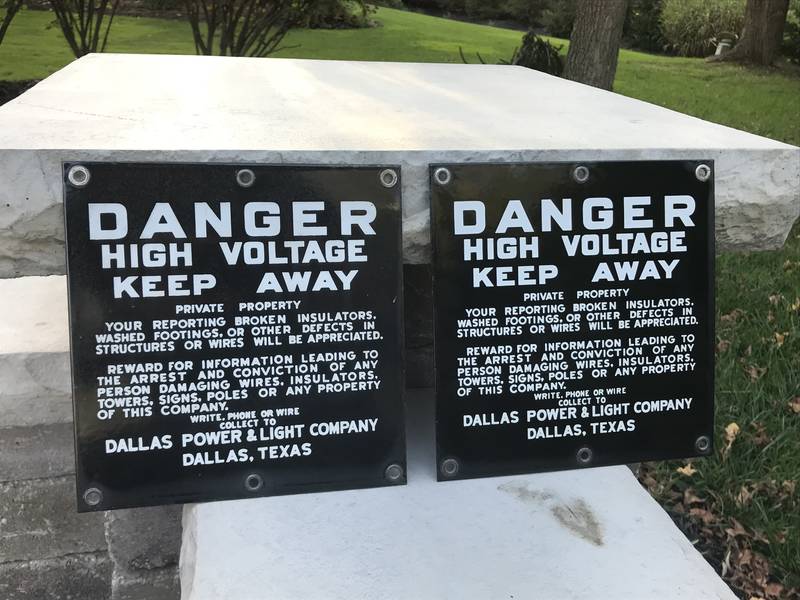 DANGER
HIGH VOLTAGE
KEEP AWAY
PRIVATE PROPERTY
YOUR REPORTING BROKEN INSULATORS,
WASHED FOOTINGS, OR OTHER DEFECTS IN
STRUCTURES OR WIRES WILL BE APPRECIATED.
REWARD FOR INFORMATION LEADING TO
THE ARREST AND CONVICTION OF ANY
PERSON DAMAGING WIRES, INSULATORS,
TOWERS, SIGNS, POLES OR ANY PROPERTY
OF THIS COMPANY.
WRITE, PHONE OR WIRE
COLLECT TO
DALLAS POWER & LIGHT COMPANY
DALLAS, TEXAS
DANGER
HIGH VOLTAGE
KEEP AWAY
PRIVATE PROPERTY
YOUR REPORTING BROKEN INSULATORS,
WASHED FOOTINGS, OR OTHER DEFECTS IN
STRUCTURES OR WIRES WILL BE APPRECIATED.
REWARD FOR INFORMATION LEADING TO
THE ARREST AND CONVICTION OF ANY
PERSON DAMAGING WIRES, INSULATORS,
TOWERS, SIGNS, POLES OR ANY PROPERTY
OF THIS COMPANY.
WRITE, PHONE OR WIRE
COLLECT TO
DALLAS POWER & LIGHT COMPANY
DALLAS, TEXAS